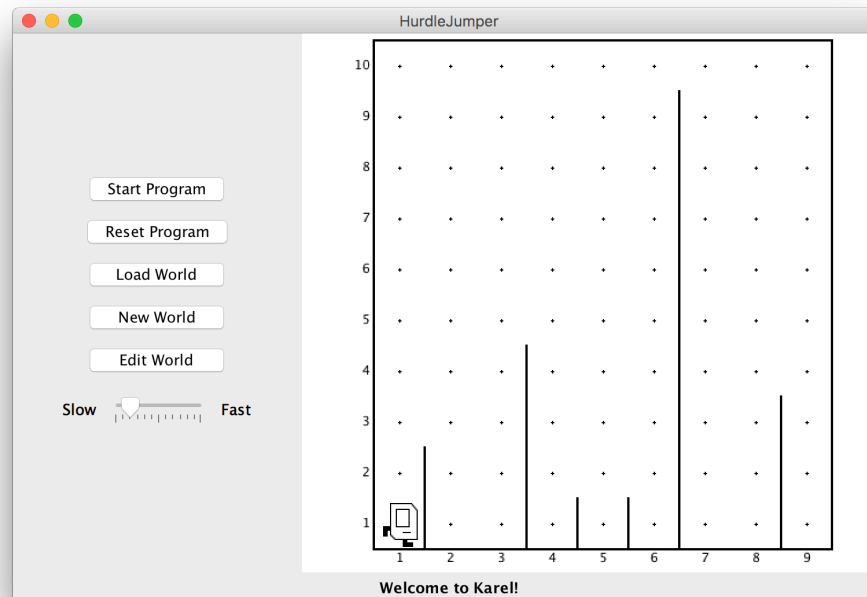 HurdleJumper
Start Program
Reset Program
Load World
New World
Edit World
Slow Fast
10
9
8
7
6
5
4
3
2
1
1 2 3 4 5 6 7 8 9
Welcome to Karel!